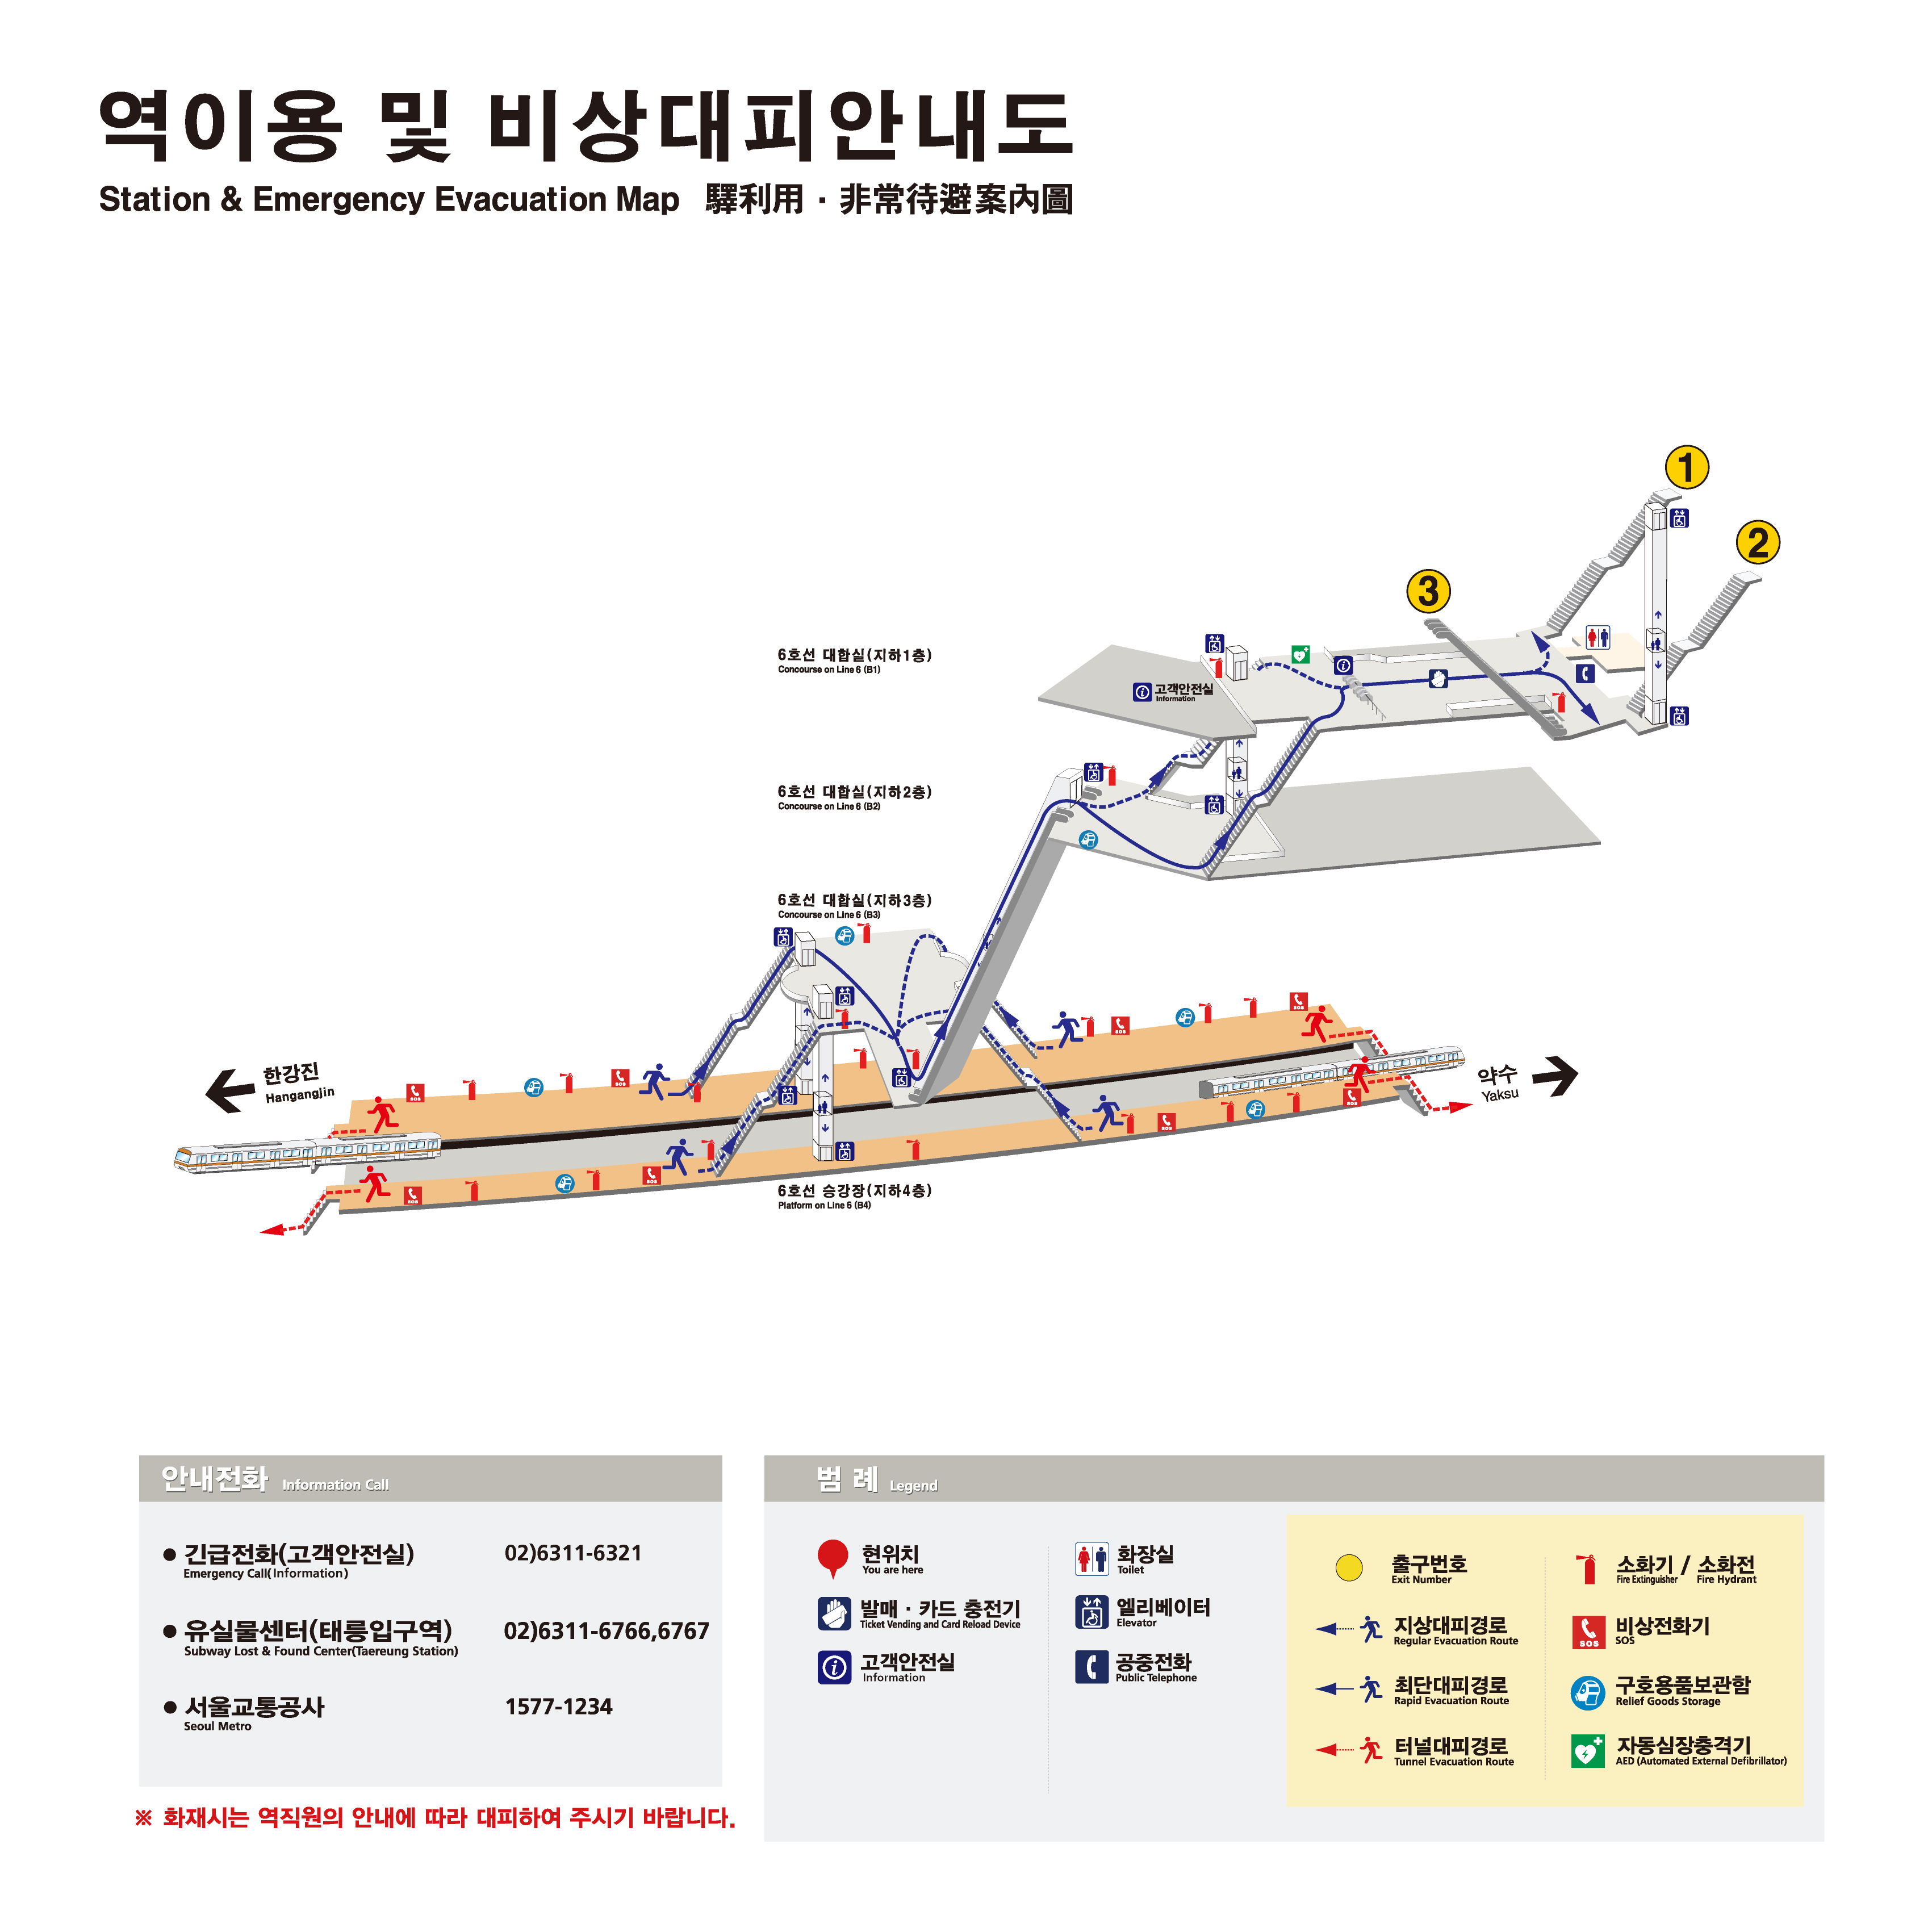 역이용 및 비상대피안내도
Station & Emergency Evacuation Map 驛利用 · 非常待避案內圖
1
2
3
6호선 대합실(지하1층)
Concourse on Line 6 (B1)
고객안전실
Information
6호선 대합실(지하2층)
Concourse on Line 6 (B2)
6호선 대합실(지하3층)
Concourse on Line 6 (B3)
한강진
Hangangjin
약수
Yaksu
SOS
SOS
SOS
SOS
SOS
SOS
SOS
SOS
6호선 승강장(지하4층)
Platform on Line 6 (B4)
안내전화 Information Call
● 긴급전화(고객안전실) 02)6311-6321
Emergency Call(Information)
● 유실물센터(태릉입구역) 02)6311-6766,6767
Subway Lost & Found Center(Taereung Station)
● 서울교통공사 1577-1234
Seoul Metro
※ 화재시는 역직원의 안내에 따라 대피하여 주시기 바랍니다.
범 례 Legend
현위치
You are here
발매 · 카드 충전기
Ticket Vending and Card Reload Device
고객안전실
Information
화장실
Toilet
엘리베이터
Elevator
공중전화
Public Telephone
출구번호
Exit Number
지상대피경로
Regular Evacuation Route
최단대피경로
Rapid Evacuation Route
터널대피경로
Tunnel Evacuation Route
소화기 / 소화전
Fire Extinguisher Fire Hydrant
SOS
비상전화기
SOS
구호용품보관함
Relief Goods Storage
자동심장충격기
AED (Automated External Defibrillator)